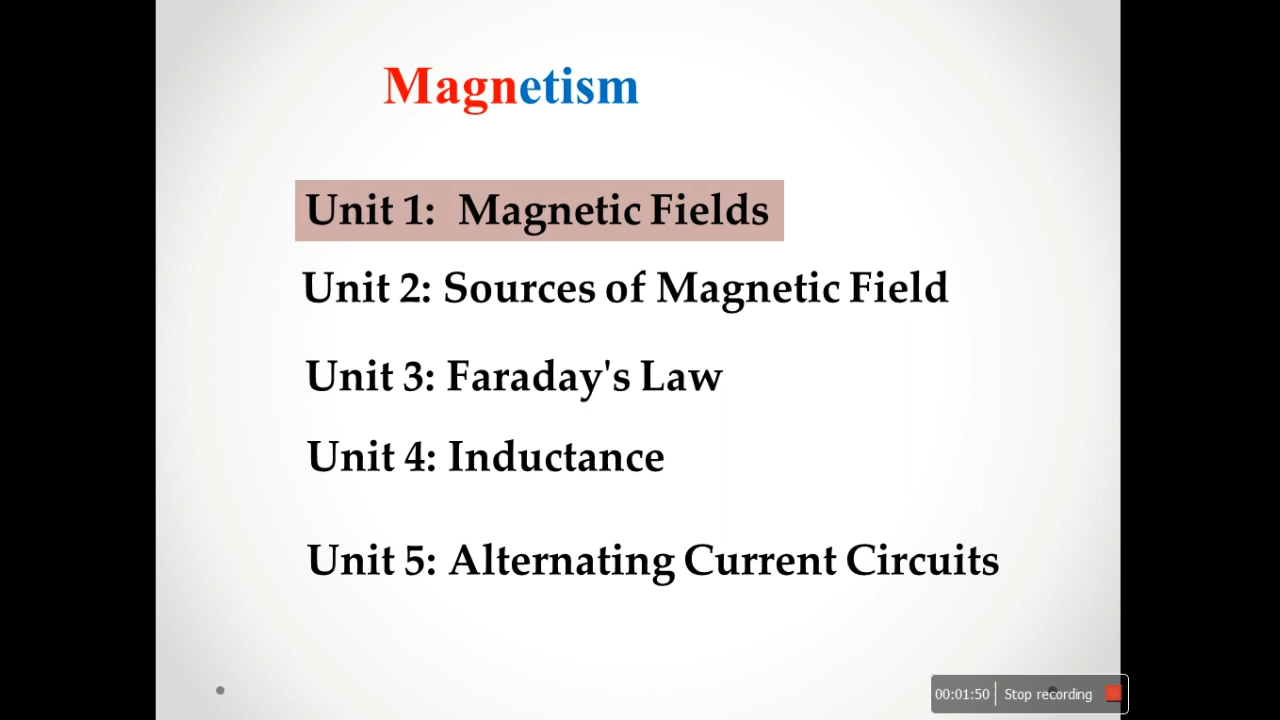 Magnetism
Unit 1: Magnetic Fields
Unit 2: Sources of Magnetic Field
Unit 3: Faraday's Law
Unit 4: Inductance
Unit 5: Alternating Current Circuits
00:01:50 Stop recording